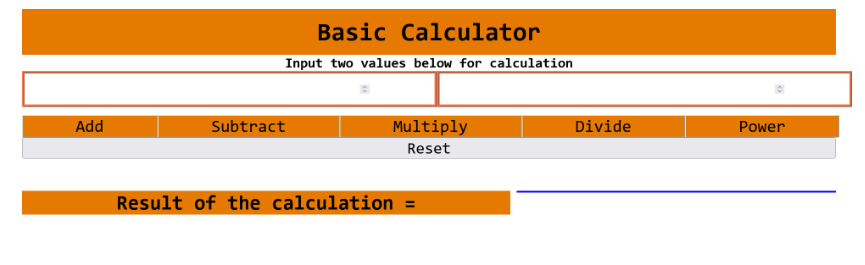 Basic Calculator
Input two values below for calculation
Add Subtract Multiply Divide Power
Reset
Result of the calculation =